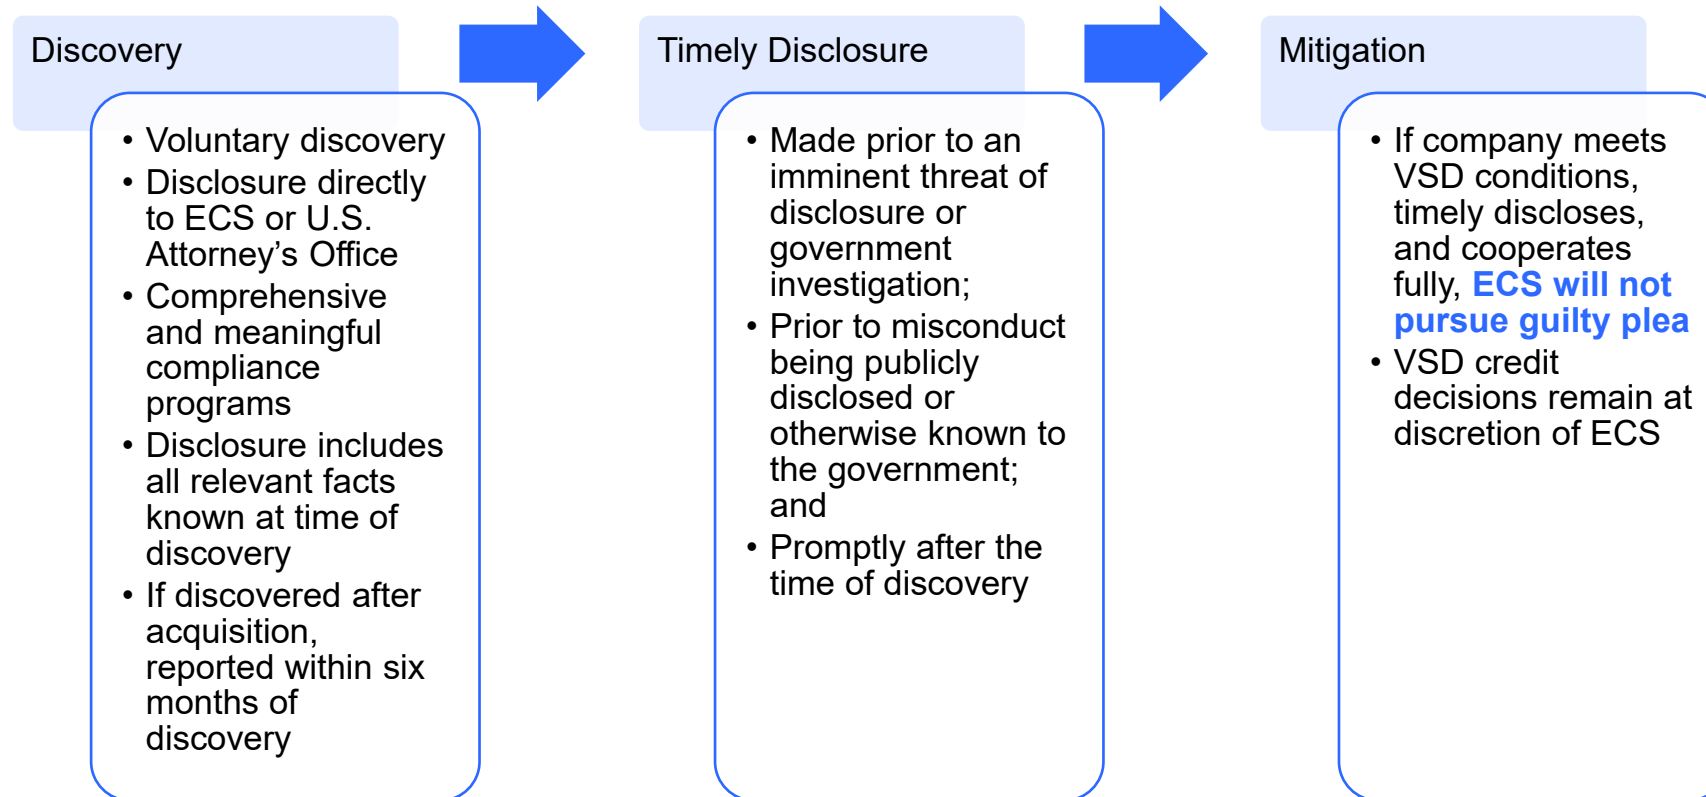 Discovery
• Voluntary discovery
• Disclosure directly
to ECS or U.S.
Attorney’s Office
• Comprehensive
and meaningful
compliance
programs
• Disclosure includes
all relevant facts
known at time of
discovery
• If discovered after
acquisition,
reported within six
months of
discovery
Timely Disclosure
• Made prior to an
imminent threat of
disclosure or
government
investigation;
• Prior to misconduct
being publicly
disclosed or
otherwise known to
the government;
and
• Promptly after the
time of discovery
Mitigation
• If company meets
VSD conditions,
timely discloses,
and cooperates
fully, ECS will not
pursue guilty plea
• VSD credit
decisions remain at
discretion of ECS